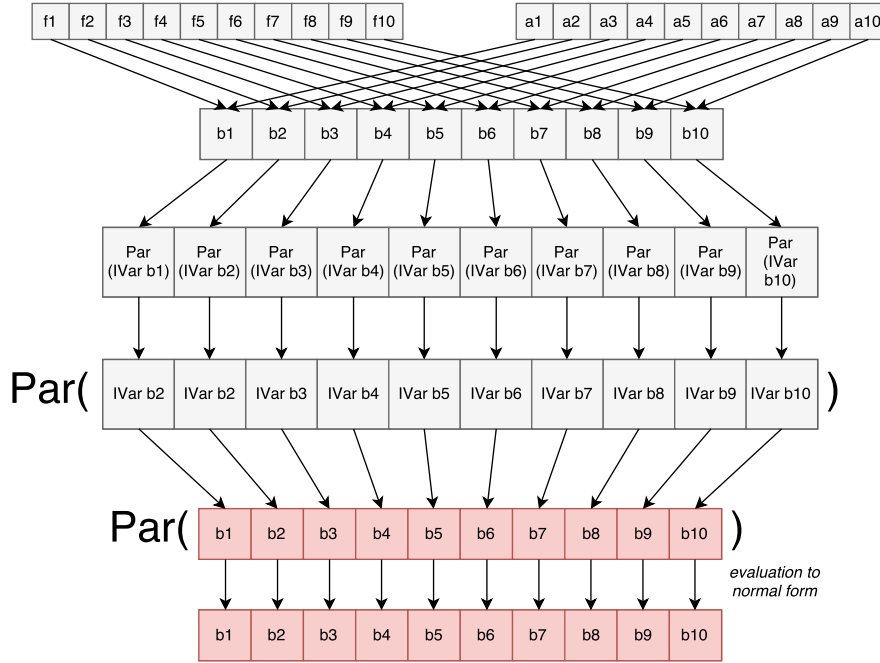 f1 f2 f3 f4 f5 f6 f7 f8 f9 f10 a1 a2 a3 a4 a5 a6 a7 a8 a9 a10
b1 b2 b3 b4 b5 b6 b7 b8 b9 b10
Par (IVar b1) Par (IVar b2) Par (IVar b3) Par (IVar b4) Par (IVar b5) Par (IVar b6) Par (IVar b7) Par (IVar b8) Par (IVar b9) Par (IVar b10)
Par( IVar b2 IVar b2 IVar b3 IVar b4 IVar b5 IVar b6 IVar b7 IVar b8 IVar b9 IVar b10 )
Par( b1 b2 b3 b4 b5 b6 b7 b8 b9 b10 )
evaluation to
normal form
b1 b2 b3 b4 b5 b6 b7 b8 b9 b10